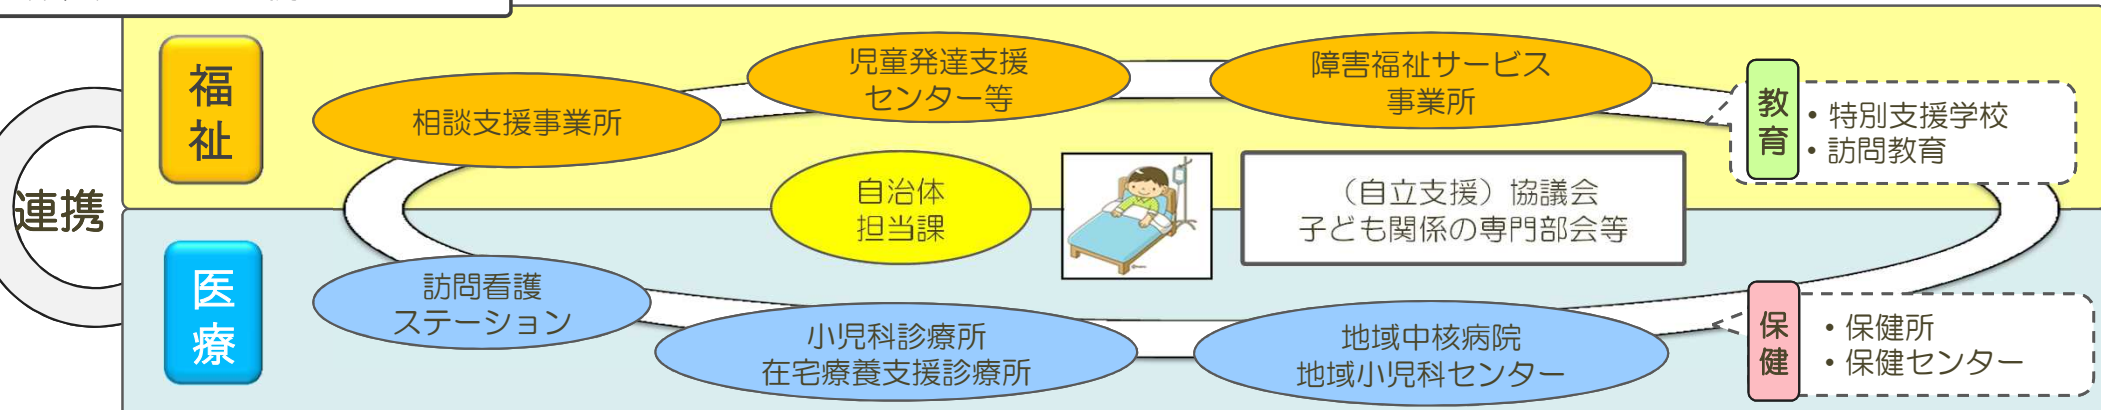 福祉
相談支援事業所
児童発達支援
センター等
障害福祉サービス
事業所
教育
・特別支援学校
・訪問教育
連携
自治体
担当課
（自立支援）協議会
子ども関係の専門部会等
医療
訪問看護
ステーション
小児科診療所
在宅療養支援診療所
地域中核病院
地域小児科センター
保健
・保健所
・保健センター